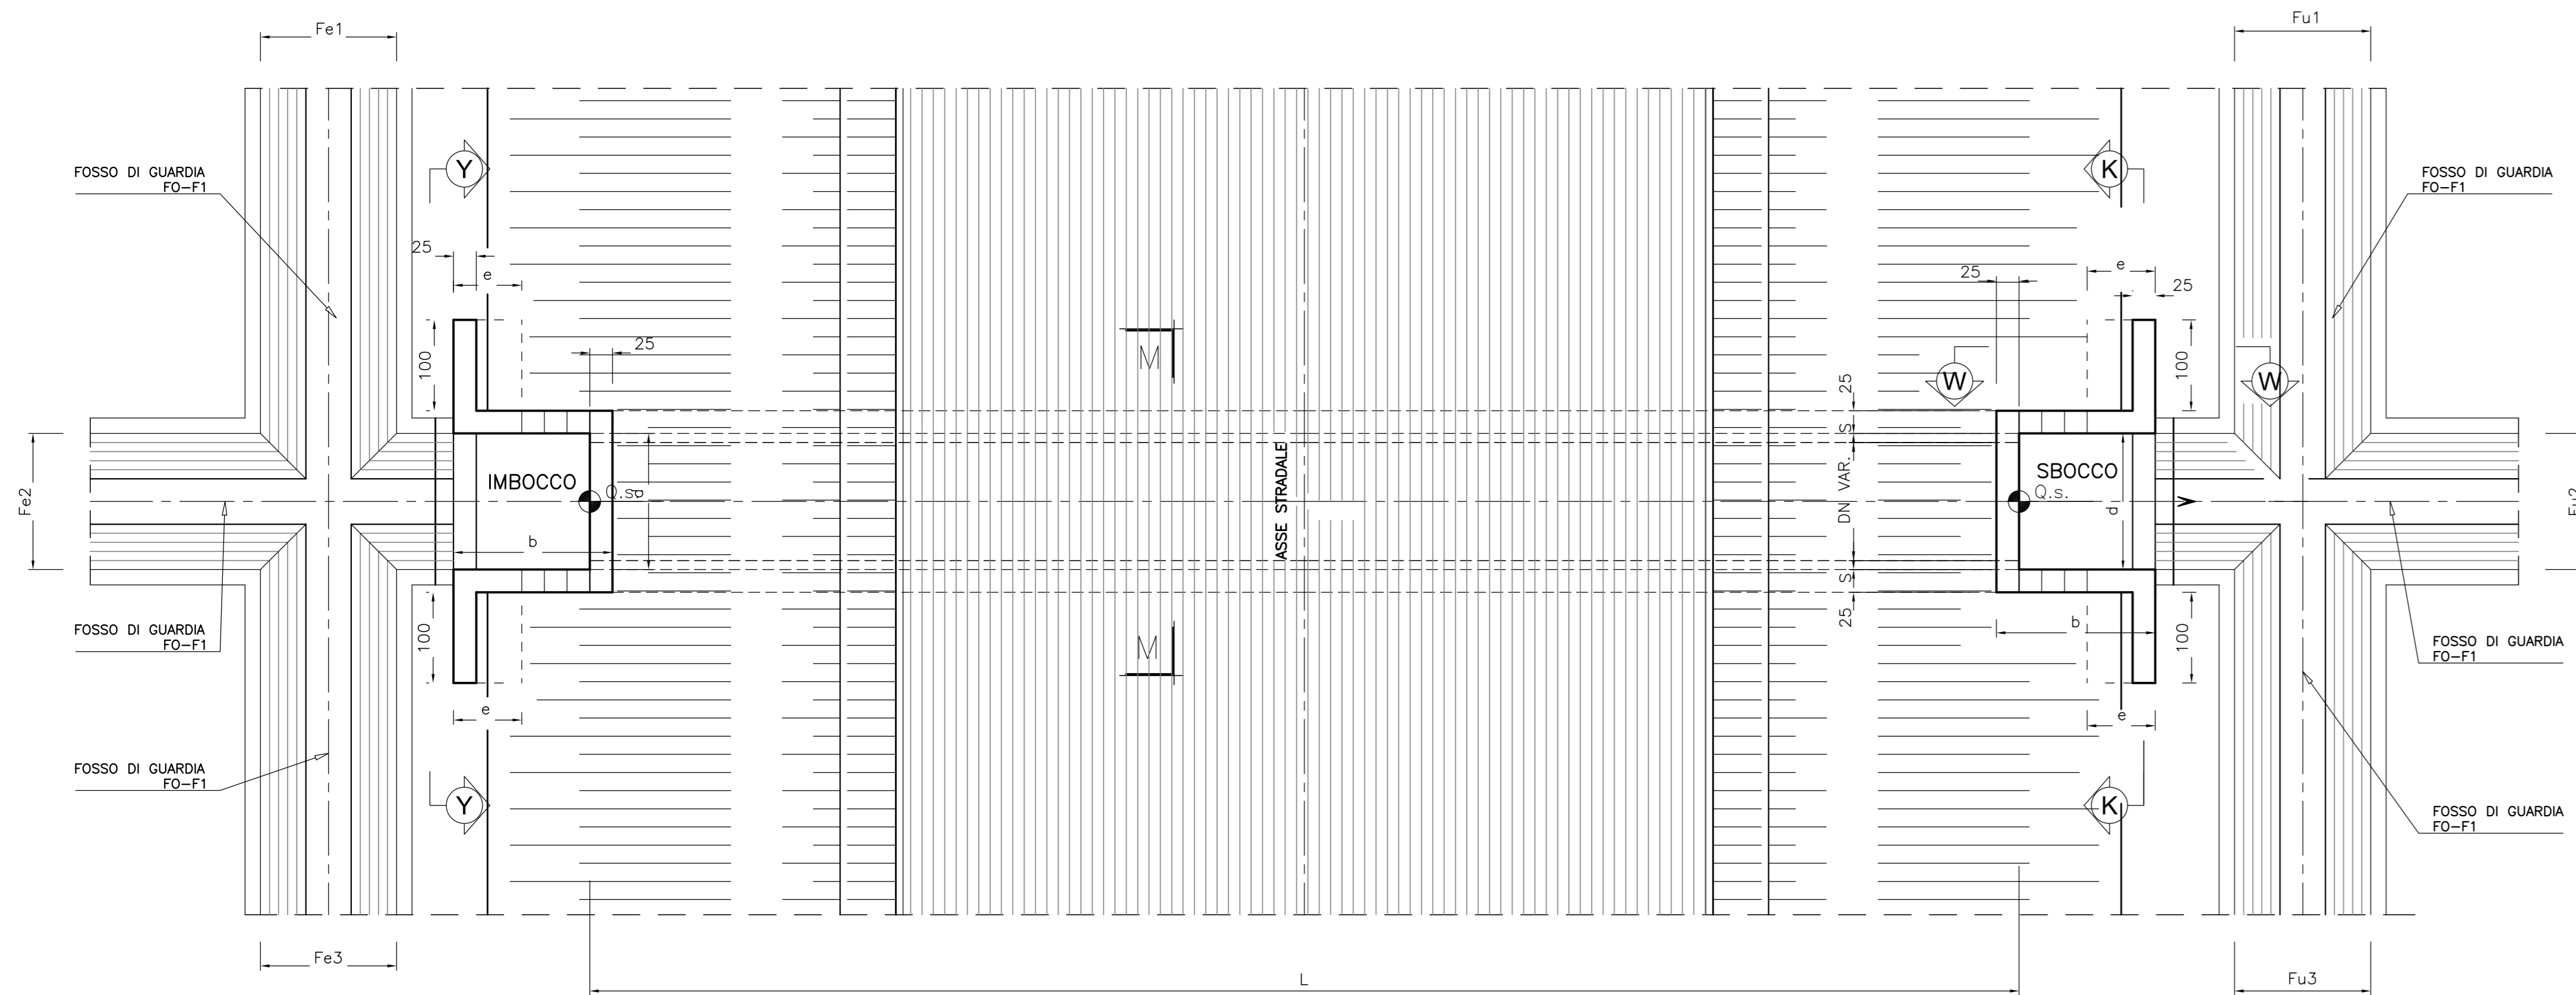 Fe1
Fu1
FOSSO DI GUARDIA
FO-F1
Y
K
FOSSO DI GUARDIA
FO-F1
25
e
25
e
25
100
25
M
W
W
100
25
S
Fe2
IMBOCCO
Q.s.
d
ASSE STRADALE
DN VAR.
SBOCCO
Q.s.
d
Fu2
b
S
25
b
FOSSO DI GUARDIA
FO-F1
100
M
100
FOSSO DI GUARDIA
FO-F1
e
e
FOSSO DI GUARDIA
FO-F1
Y
K
FOSSO DI GUARDIA
FO-F1
Fe3
L
Fu3